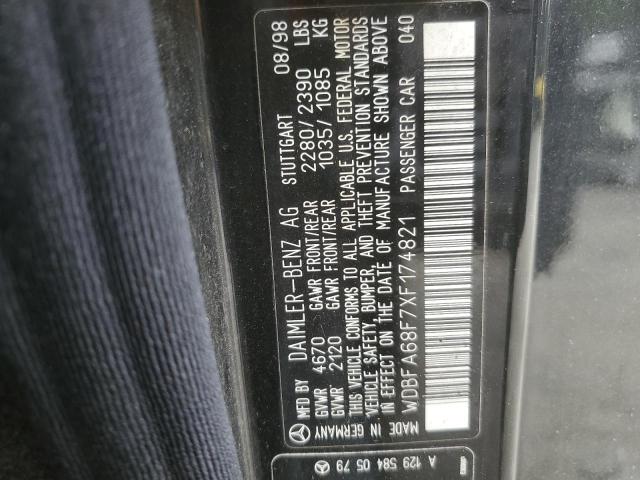 MFD BY DAIMLER-BENZ AG STUTTGART 08/98
GVWR 4670 GAWR FRONT/REAR 2280/2390 LBS
GVWR 2120 GAWR FRONT/REAR 1035/1085 KG
THIS VEHICLE CONFORMS TO ALL APPLICABLE U.S. FEDERAL MOTOR
VEHICLE SAFETY, BUMPER, AND THEFT PREVENTION STANDARDS
IN EFFECT ON THE DATE OF MANUFACTURE SHOWN ABOVE
WDBFA68F7XF174821 PASSENGER CAR 040
MADE IN GERMANY
A 129 584 05 79